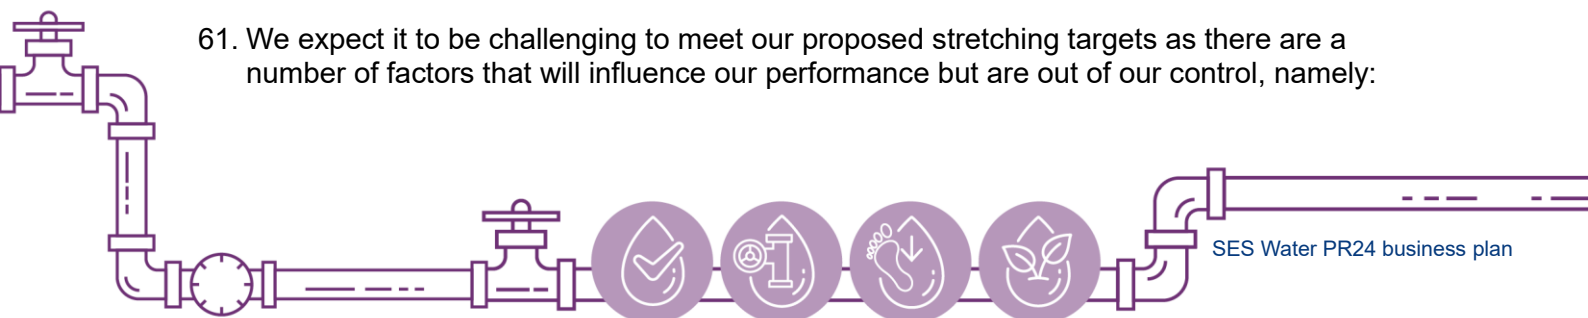 61. We expect it to be challenging to meet our proposed stretching targets as there are a
number of factors that will influence our performance but are out of our control, namely:
SES Water PR24 business plan